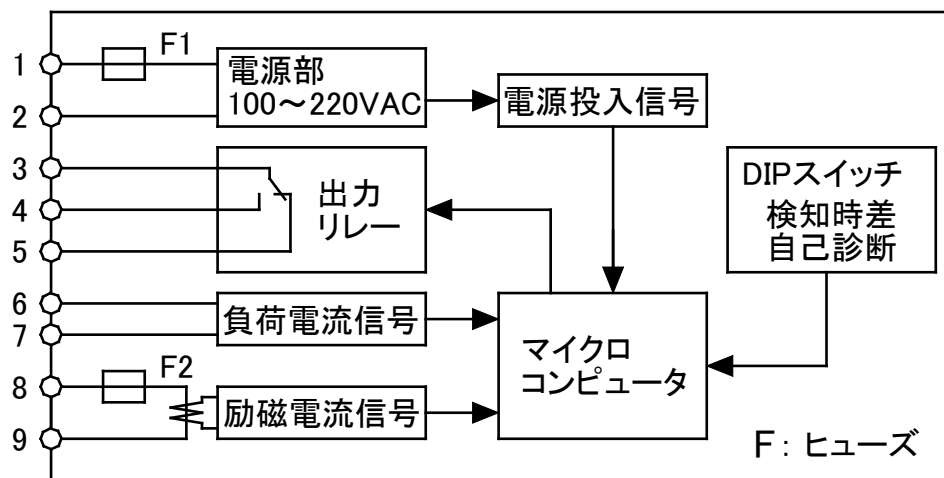 1
F1
電源部
100～220VAC
電源投入信号
2
3
4
5
出力
リレー
DIPスイッチ
検知時差
自己診断
6
7
負荷電流信号
マイクロ
コンピュータ
8
F2
9
励磁電流信号
F：ヒューズ